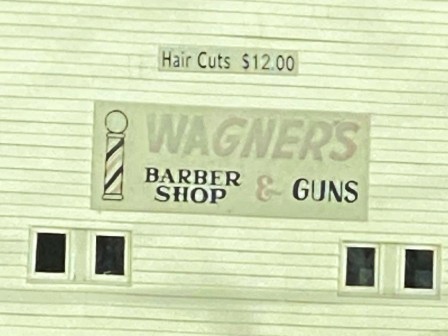 Hair Cuts $12.00
WAGNER'S
BARBER SHOP & GUNS